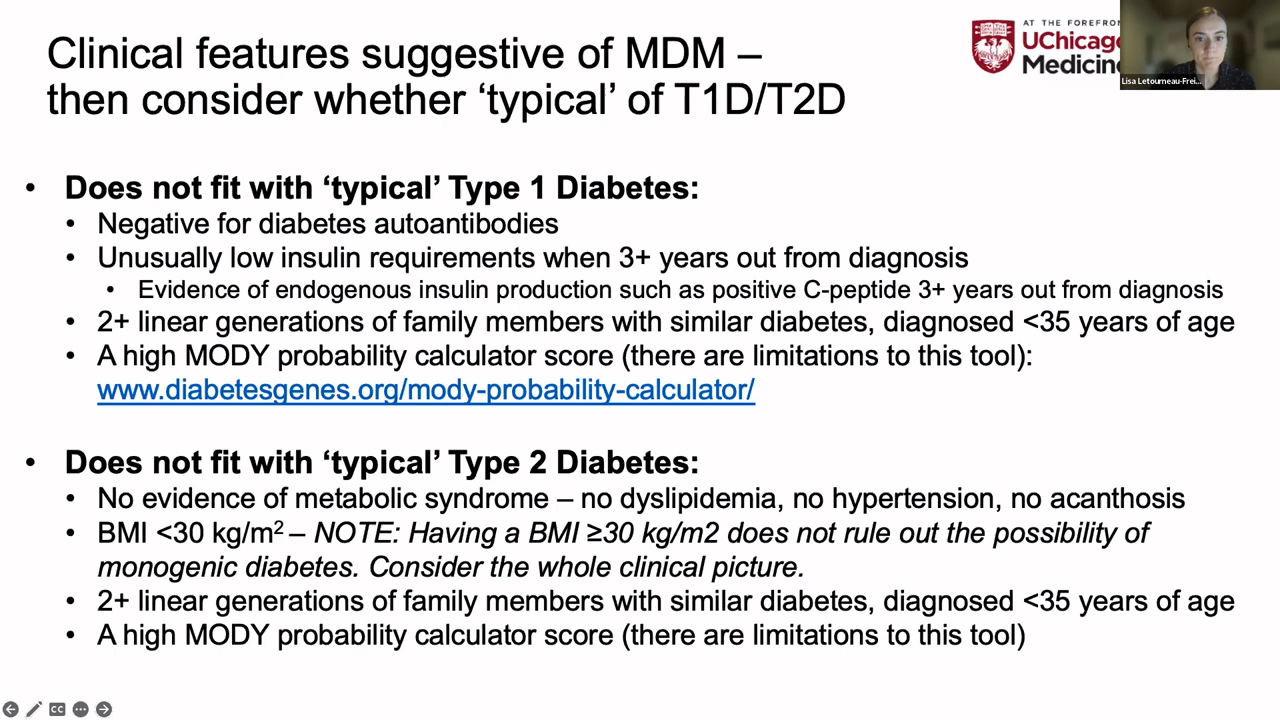 Clinical features suggestive of MDM –
then consider whether ‘typical’ of T1D/T2D
AT THE FOREFR
UChicag
Medicin
Lisa Letourneau-Frei...
• Does not fit with ‘typical’ Type 1 Diabetes:
• Negative for diabetes autoantibodies
• Unusually low insulin requirements when 3+ years out from diagnosis
• Evidence of endogenous insulin production such as positive C-peptide 3+ years out from diagnosis
• 2+ linear generations of family members with similar diabetes, diagnosed <35 years of age
• A high MODY probability calculator score (there are limitations to this tool):
www.diabetesgenes.org/mody-probability-calculator/
• Does not fit with ‘typical’ Type 2 Diabetes:
• No evidence of metabolic syndrome – no dyslipidemia, no hypertension, no acanthosis
• BMI <30 kg/m² – NOTE: Having a BMI ≥30 kg/m2 does not rule out the possibility of
monogenic diabetes. Consider the whole clinical picture.
• 2+ linear generations of family members with similar diabetes, diagnosed <35 years of age
• A high MODY probability calculator score (there are limitations to this tool)
CC